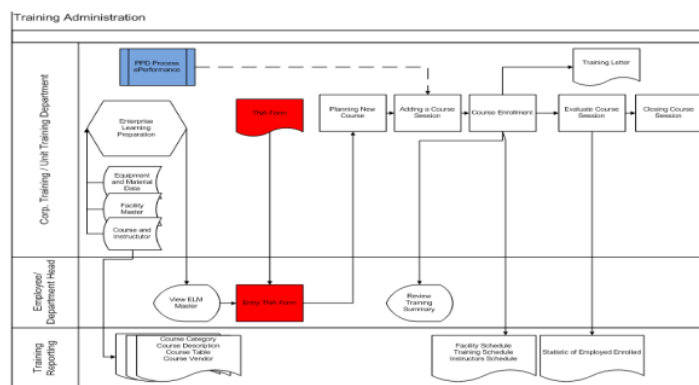 Training Administration
Corp. Training / Unit Training Department
PPD Process
ePerformance
Training Letter
Enterprise
Learning
Preparation
TNA Form
Planning New
Course
Adding a Course
Session
Course Enrollment
Evaluate Course
Session
Closing Course
Session
Equipment
and Material
Data
Facility
Master
Course and
Instructutor
Employee/
Department Head
View ELM
Master
Entry TNA Form
Review
Training
Summary
Training
Reporting
Course Category
Course Description
Course Table
Course Vendor
Facility Schedule
Training Schedule
Instructors Schedule
Statistic of Employed Enrolled